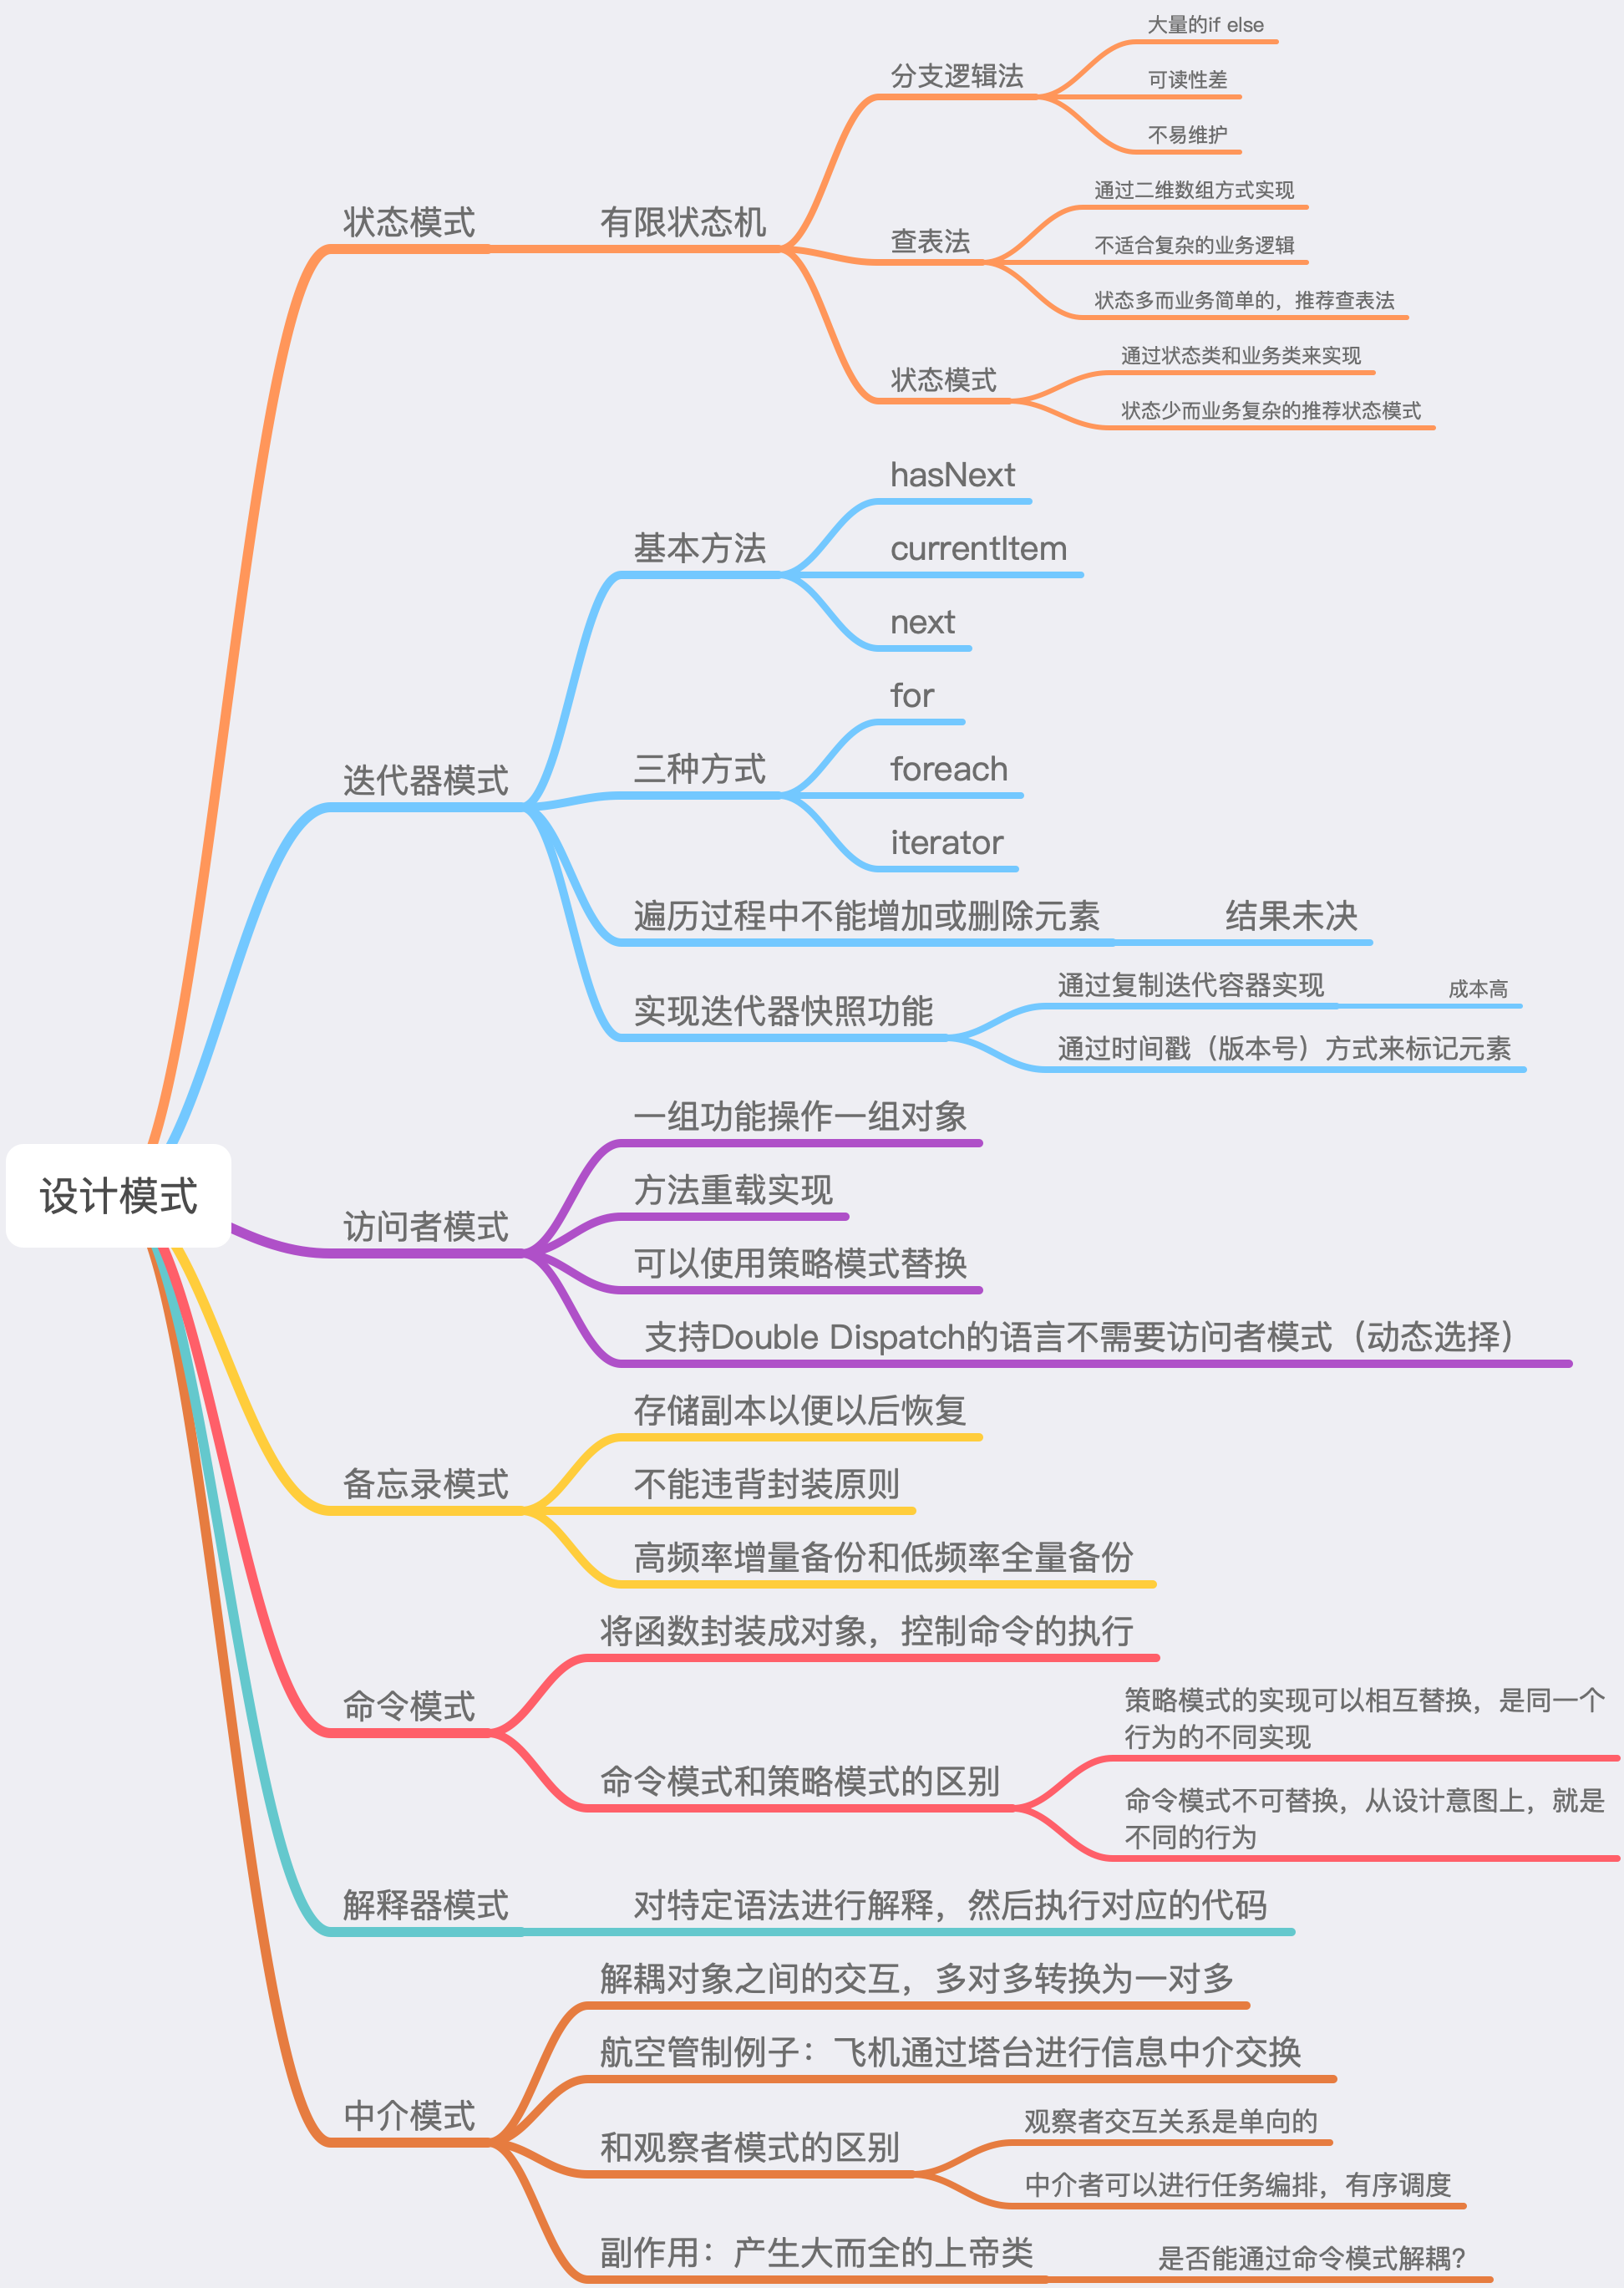 设计模式
状态模式
有限状态机
分支逻辑法
大量的if else
可读性差
不易维护
查表法
通过二维数组方式实现
不适合复杂的业务逻辑
状态多而业务简单的，推荐查表法
状态模式
通过状态类和业务类来实现
状态少而业务复杂的推荐状态模式
迭代器模式
基本方法
hasNext
currentItem
next
三种方式
for
foreach
iterator
遍历过程中不能增加或删除元素
结果未决
实现迭代器快照功能
通过复制迭代容器实现
成本高
通过时间戳（版本号）方式来标记元素
访问者模式
一组功能操作一组对象
方法重载实现
可以使用策略模式替换
支持Double Dispatch的语言不需要访问者模式（动态选择）
备忘录模式
存储副本以便以后恢复
不能违背封装原则
高频率增量备份和低频率全量备份
命令模式
将函数封装成对象，控制命令的执行
命令模式和策略模式的区别
策略模式的实现可以相互替换，是同一个
行为的不同实现
命令模式不可替换，从设计意图上，就是
不同的行为
解释器模式
对特定语法进行解释，然后执行对应的代码
中介模式
解耦对象之间的交互，多对多转换为一对多
航空管制例子：飞机通过塔台进行信息中介交换
和观察者模式的区别
观察者交互关系是单向的
中介者可以进行任务编排，有序调度
副作用：产生大而全的上帝类
是否能通过命令模式解耦？